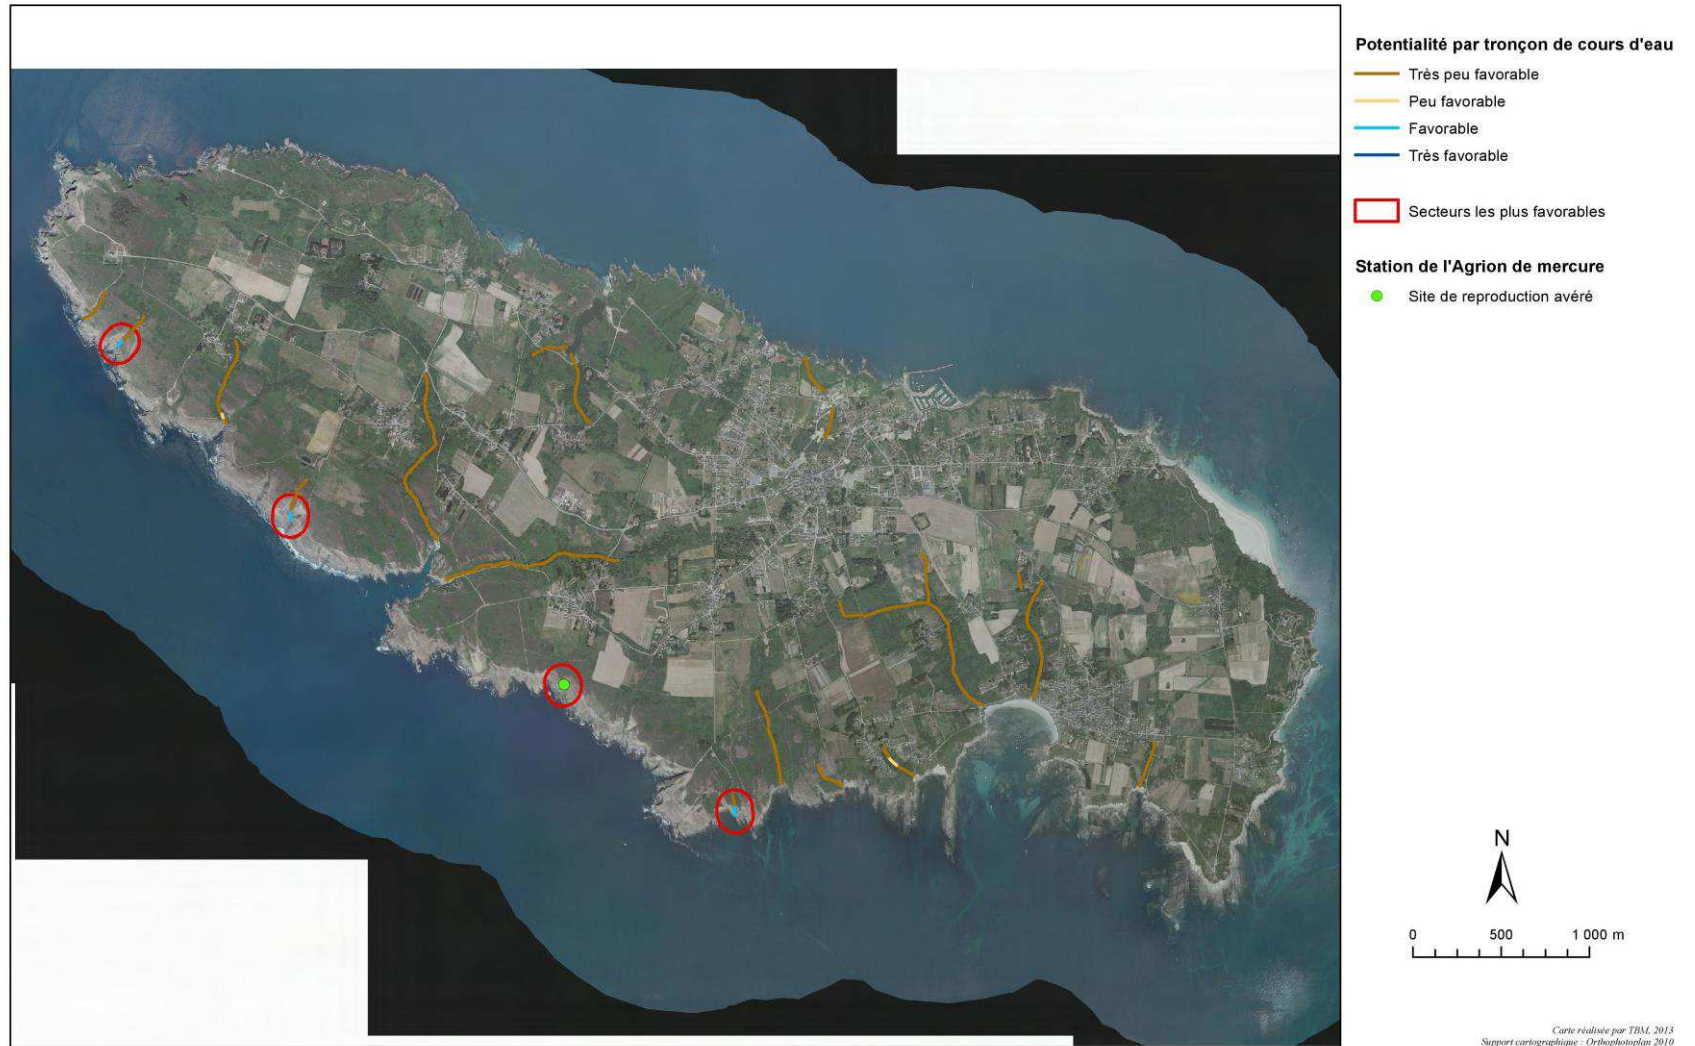 Potentialité par tronçon de cours d'eau
Très peu favorable
Peu favorable
Favorable
Très favorable
Secteurs les plus favorables
Station de l'Agrion de mercure
Site de reproduction avéré
N
0 500 1 000 m
Carte réalisée par TBM, 2013
Support cartographique : Orthophotoplan 2010